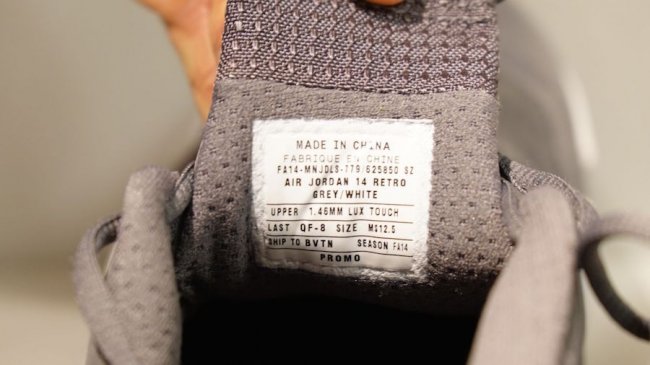 MADE IN CHINA
FABRIQUE EN CHINE
FA14-MNJDLS-779/625850 SZ
AIR JORDAN 14 RETRO
GREY/WHITE
UPPER 1.46MM LUX TOUCH
LAST QF-8 SIZE MS12.5
SHIP TO BVTN SEASON FA14
PROMO